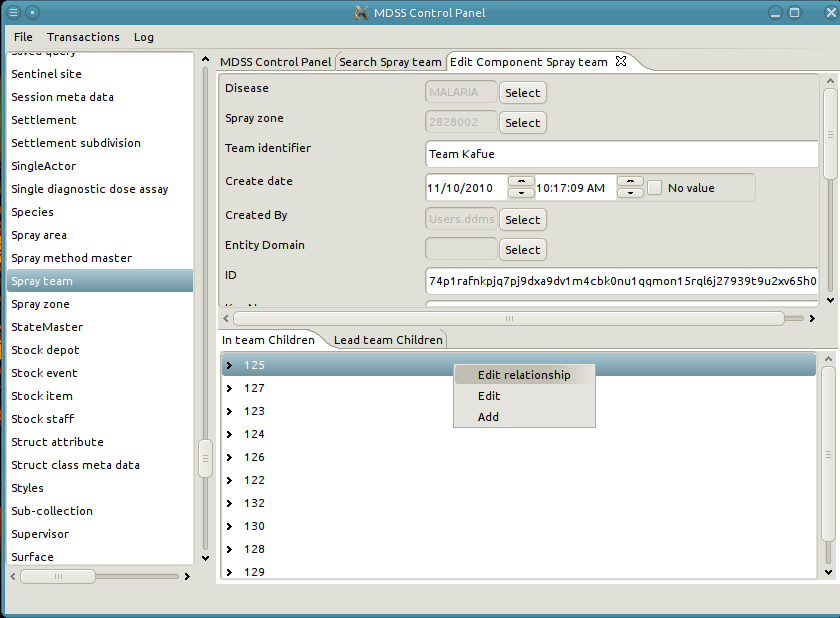 MDSS Control Panel
File Transactions Log
Saved query
Sentinel site
Session meta data
Settlement
Settlement subdivision
SingleActor
Single diagnostic dose assay
Species
Spray area
Spray method master
Spray team
Spray zone
StateMaster
Stock depot
Stock event
Stock item
Stock staff
Struct attribute
Struct class meta data
Styles
Sub-collection
Supervisor
Surface
MDSS Control Panel Search Spray team Edit Component Spray team
Disease MALARIA Select
Spray zone 2828002 Select
Team identifier Team Kafue
Create date 11/10/2010 10:17:09 AM No value
Created By Users.ddms Select
Entity Domain Select
ID 74p1rafnkpjq7pj9dxa9dv1m4cbk0nu1qqmon15rql6j27939t9u2xv65h0
In team Children Lead team Children
125
127
123
124
126
122
132
130
128
129
Edit relationship
Edit
Add